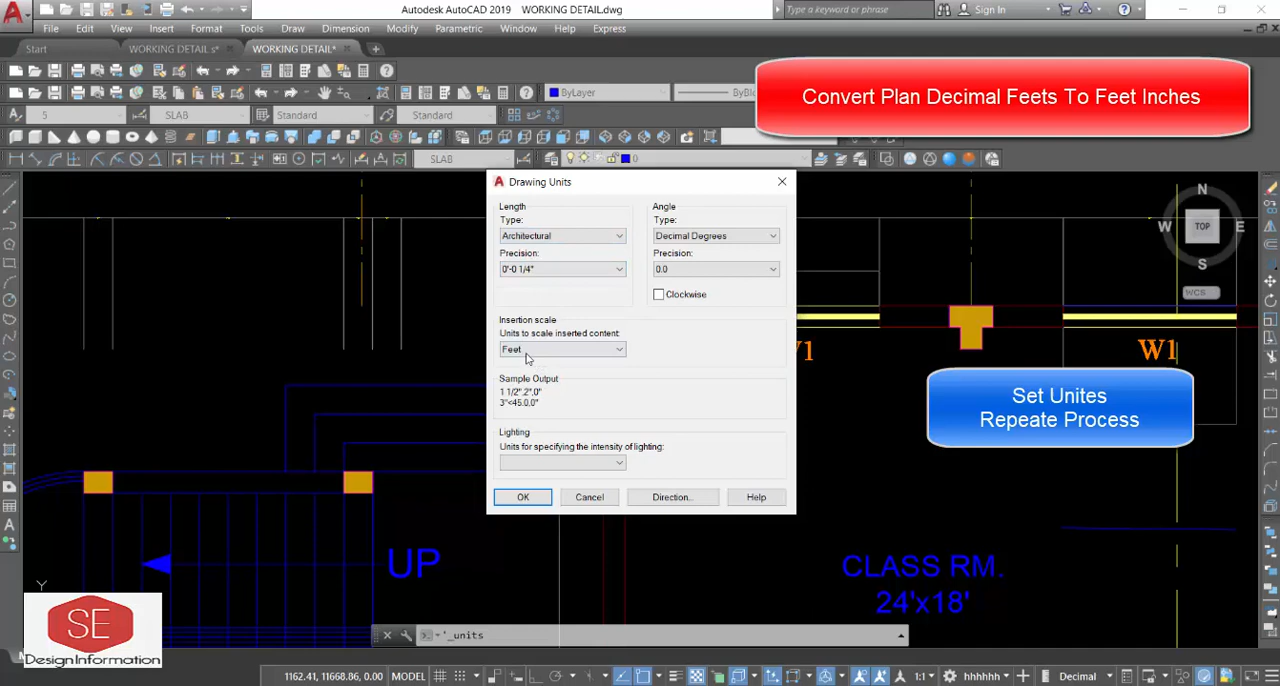 Autodesk AutoCAD 2019 WORKING DETAIL.dwg
Type a keyword or phrase
Sign In
File Edit View Insert Format Tools Draw Dimension Modify Parametric Window Help Express
Start
WORKING DETAIL s*
WORKING DETAIL*
ByLayer
Convert Plan Decimal Feets To Feet Inches
5
SLAB
Standard
Standard
SLAB
0
Drawing Units
Length
Type:
Architectural
Precision:
0'-0 1/4"
Angle
Type:
Decimal Degrees
Precision:
0.0
Clockwise
Insertion scale
Units to scale inserted content:
Feet
Sample Output
1 1/2",2",0"
3"<45.0,0"
Lighting
Units for specifying the intensity of lighting:
OK
Cancel
Direction...
Help
N
W
TOP
E
S
WCS
W1
Set Unites
Repeate Process
UP
CLASS RM.
24'x18'
Y
SE
Design Information
'_units
1162.41, 11668.86, 0.00
MODEL
1:1
hhhhhh
Decimal